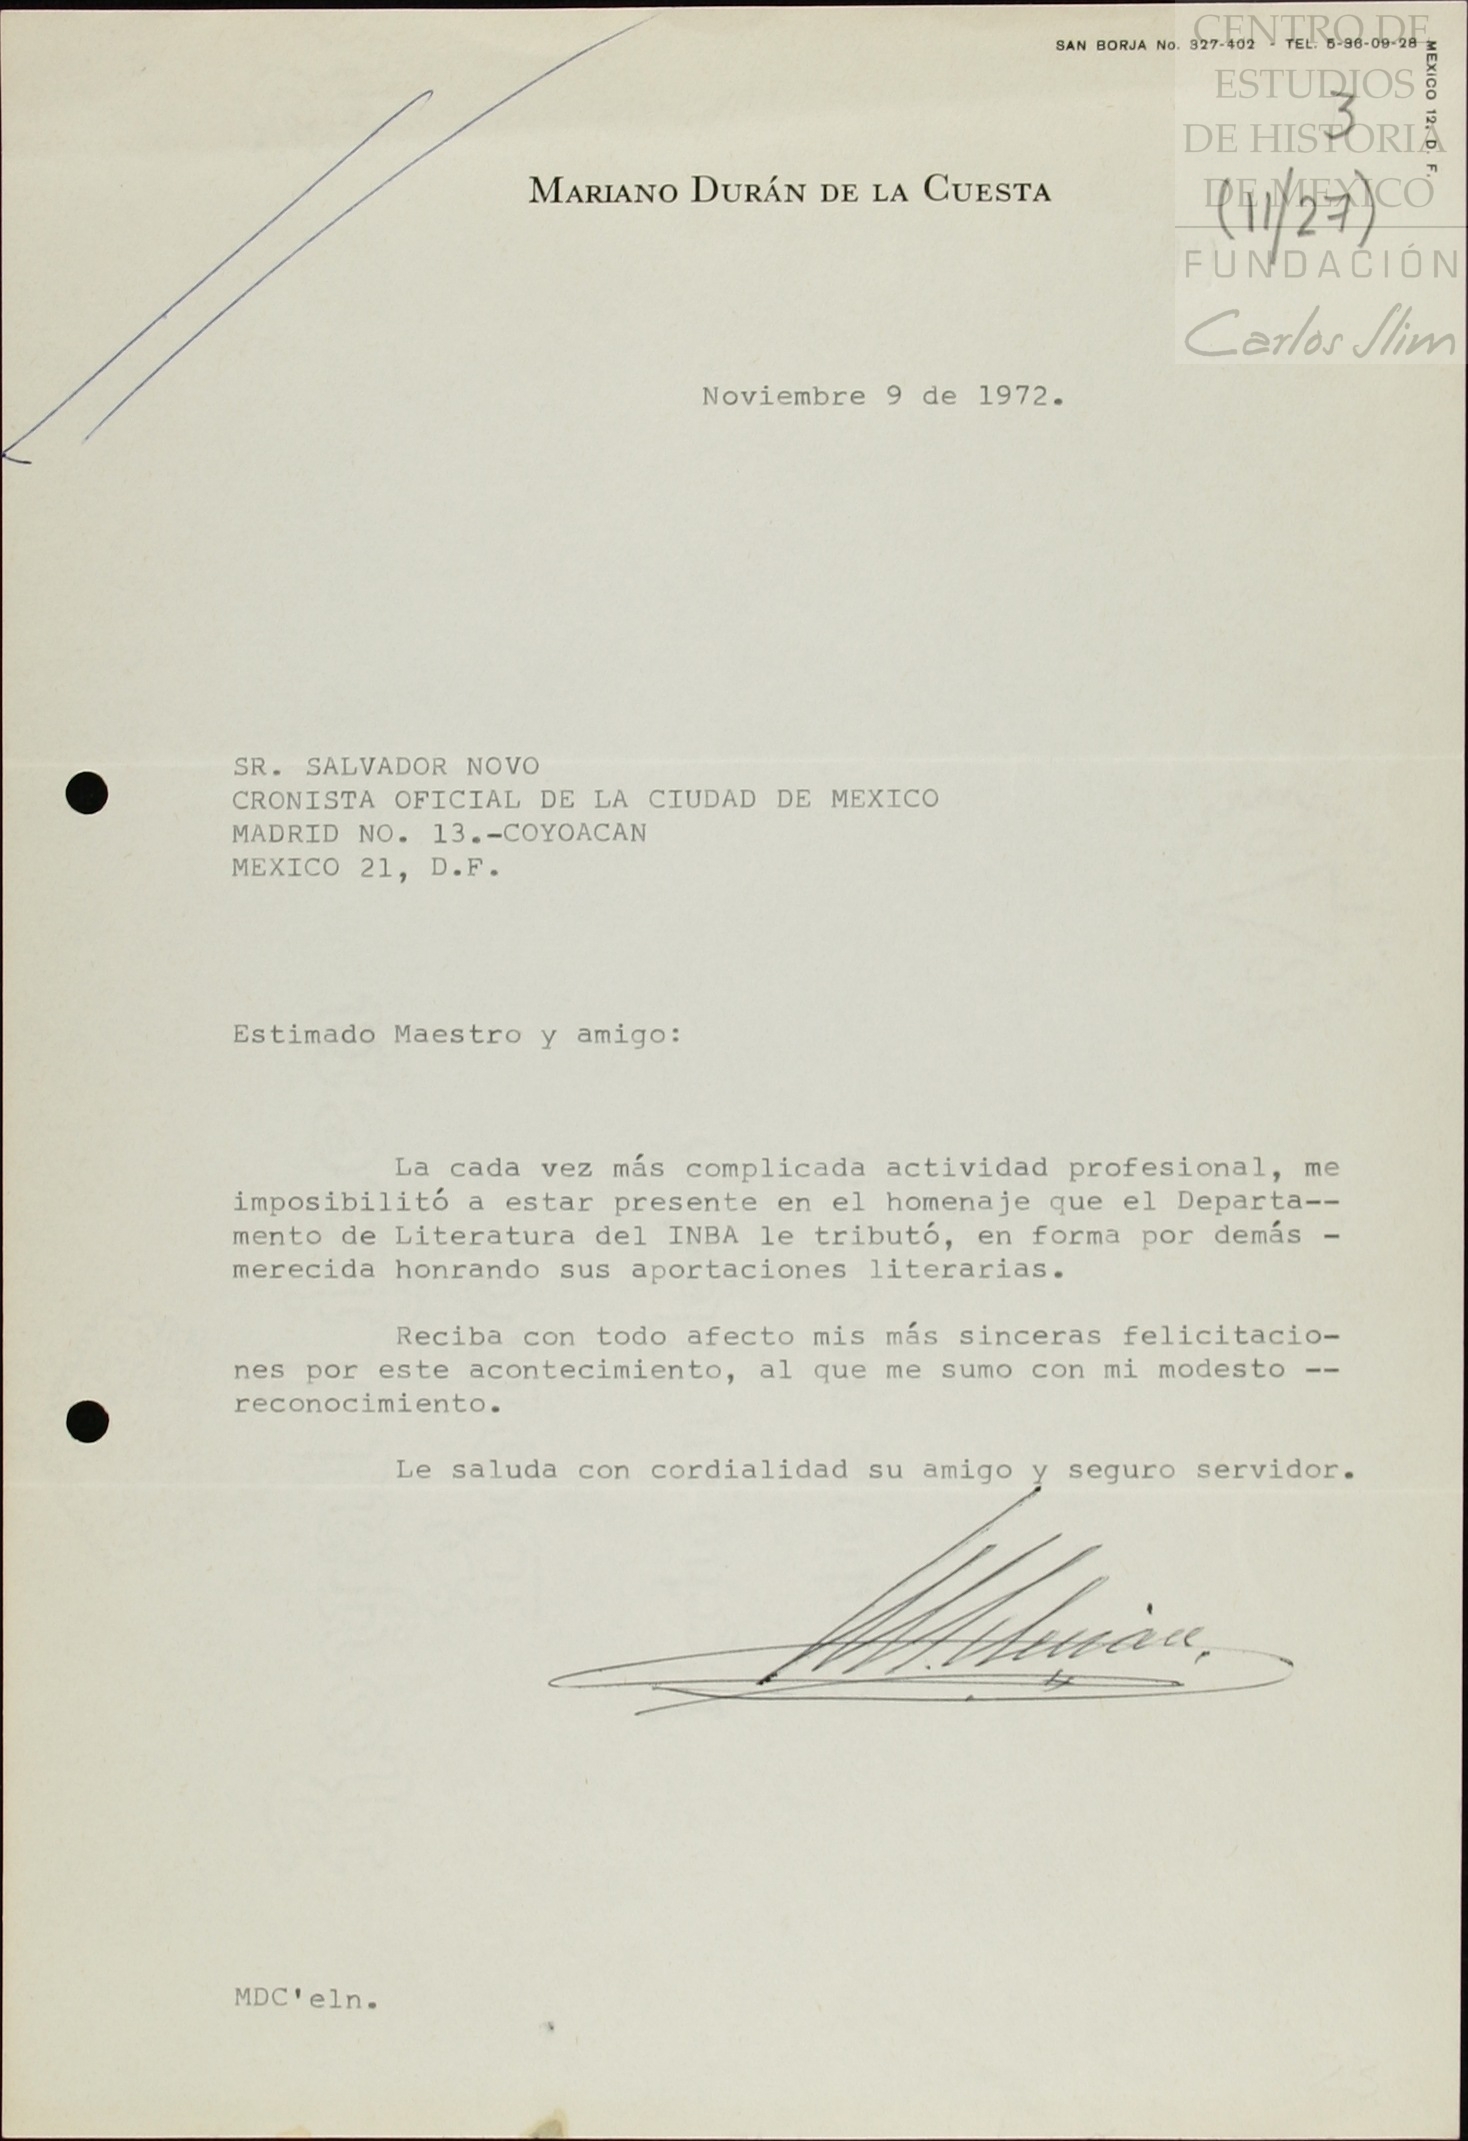 CENTRO DE
ESTUDIOS
DE HISTORIA
DE MEXICO
FUNDACIÓN
Carlos Slim
SAN BORJA No. 327-402 - TEL. 5-36-09-28
MEXICO 12, D. F.
3
(11/27)
MARIANO DURÁN DE LA CUESTA
Noviembre 9 de 1972.
SR. SALVADOR NOVO
CRONISTA OFICIAL DE LA CIUDAD DE MEXICO
MADRID NO. 13.-COYOACAN
MEXICO 21, D.F.
Estimado Maestro y amigo:
La cada vez más complicada actividad profesional, me
imposibilitó a estar presente en el homenaje que el Departa--
mento de Literatura del INBA le tributó, en forma por demás -
merecida honrando sus aportaciones literarias.
Reciba con todo afecto mis más sinceras felicitacio-
nes por este acontecimiento, al que me sumo con mi modesto --
reconocimiento.
Le saluda con cordialidad su amigo y seguro servidor.
MDC'eln.